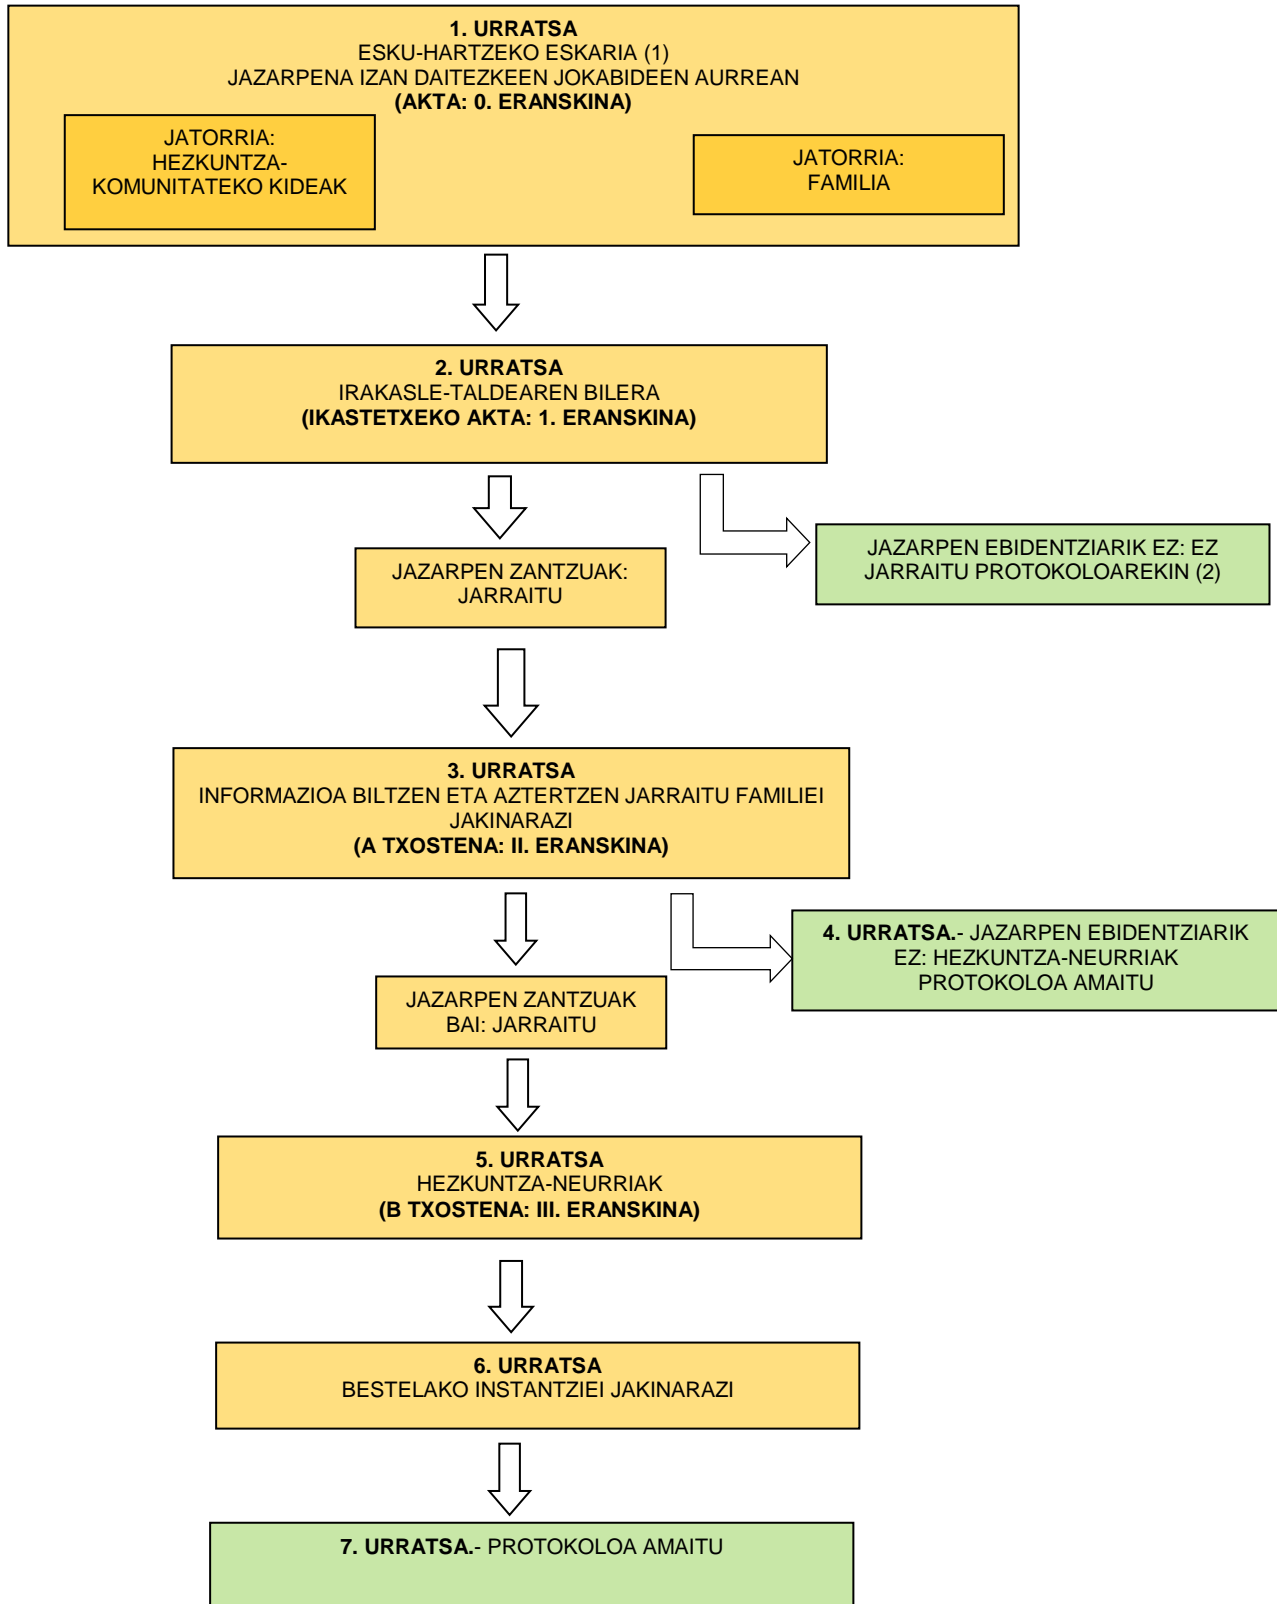 1. URRATSA
ESKU-HARTZEKO ESKARIA (1)
JAZARPENA IZAN DAITEZKEEN JOKABIDEEN AURREAN
(AKTA: 0. ERANSKINA)
JATORRIA:
HEZKUNTZA-
KOMUNITATEKO KIDEAK
JATORRIA:
FAMILIA
2. URRATSA
IRAKASLE-TALDEAREN BILERA
(IKASTETXEKO AKTA: 1. ERANSKINA)
JAZARPEN ZANTZUAK:
JARRAITU
JAZARPEN EBIDENTZIARIK EZ: EZ
JARRAITU PROTOKOLOAREKIN (2)
3. URRATSA
INFORMAZIOA BILTZEN ETA AZTERTZEN JARRAITU FAMILIEI
JAKINARAZI
(A TXOSTENA: II. ERANSKINA)
4. URRATSA.- JAZARPEN EBIDENTZIARIK
EZ: HEZKUNTZA-NEURRIAK
PROTOKOLOA AMAITU
JAZARPEN ZANTZUAK
BAI: JARRAITU
5. URRATSA
HEZKUNTZA-NEURRIAK
(B TXOSTENA: III. ERANSKINA)
6. URRATSA
BESTELAKO INSTANTZIEI JAKINARAZI
7. URRATSA.- PROTOKOLOA AMAITU